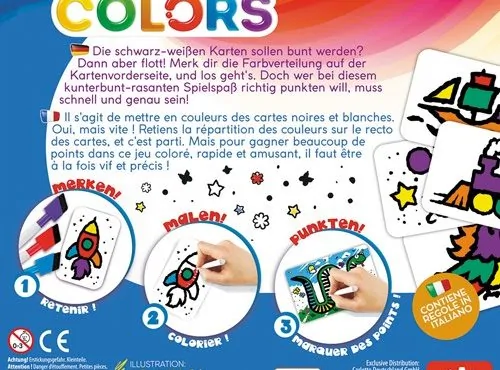 COLORS
Die schwarz-weißen Karten sollen bunt werden?
Dann aber flott! Merk dir die Farbverteilung auf der
Kartenvorderseite, und los geht's. Doch wer bei diesem
kunterbunt-rasanten Spielspaß richtig punkten will, muss
schnell und genau sein!
Il s'agit de mettre en couleurs des cartes noires et blanches.
Oui, mais vite ! Retiens la répartition des couleurs sur le recto
des cartes, et c'est parti. Mais pour gagner beaucoup de
points dans ce jeu coloré, rapide et amusant, il faut être
à la fois vif et précis !
MERKEN!
1
RETENIR !
MALEN!
2
COLORIER !
PUNKTEN!
3
MARQUER DES POINTS !
CONTIENE
REGOLE IN
ITALIANO
0-3
CE
Achtung! Erstickungsgefahr. Kleinteile.
Attention ! Danger d'étouffement. Petites pièces.
ILLUSTRATION:
Exclusive Distribution: